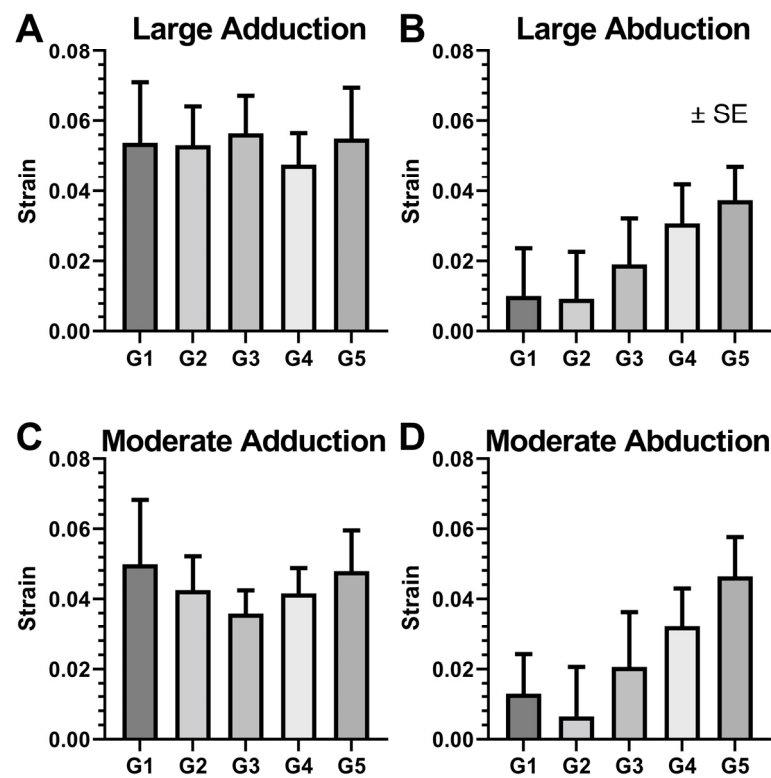 A Large Adduction
0.08
0.06
0.04
0.02
0.00
Strain
G1 G2 G3 G4 G5
B Large Abduction
± SE
0.08
0.06
0.04
0.02
0.00
Strain
G1 G2 G3 G4 G5
C Moderate Adduction
0.08
0.06
0.04
0.02
0.00
Strain
G1 G2 G3 G4 G5
D Moderate Abduction
0.08
0.06
0.04
0.02
0.00
Strain
G1 G2 G3 G4 G5